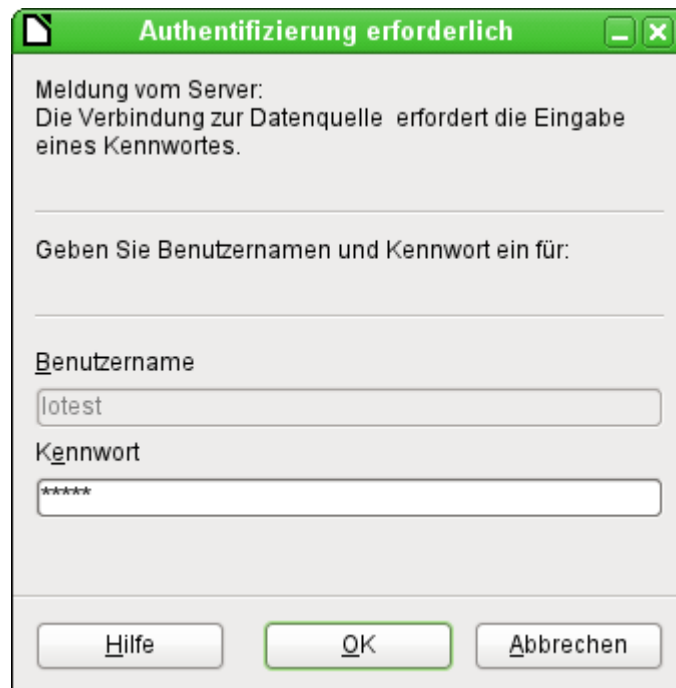 Authentifizierung erforderlich
Meldung vom Server:
Die Verbindung zur Datenquelle  erfordert die Eingabe
eines Kennwortes.
Geben Sie Benutzernamen und Kennwort ein für:
Benutzername
lotest
Kennwort
*****
Hilfe OK Abbrechen